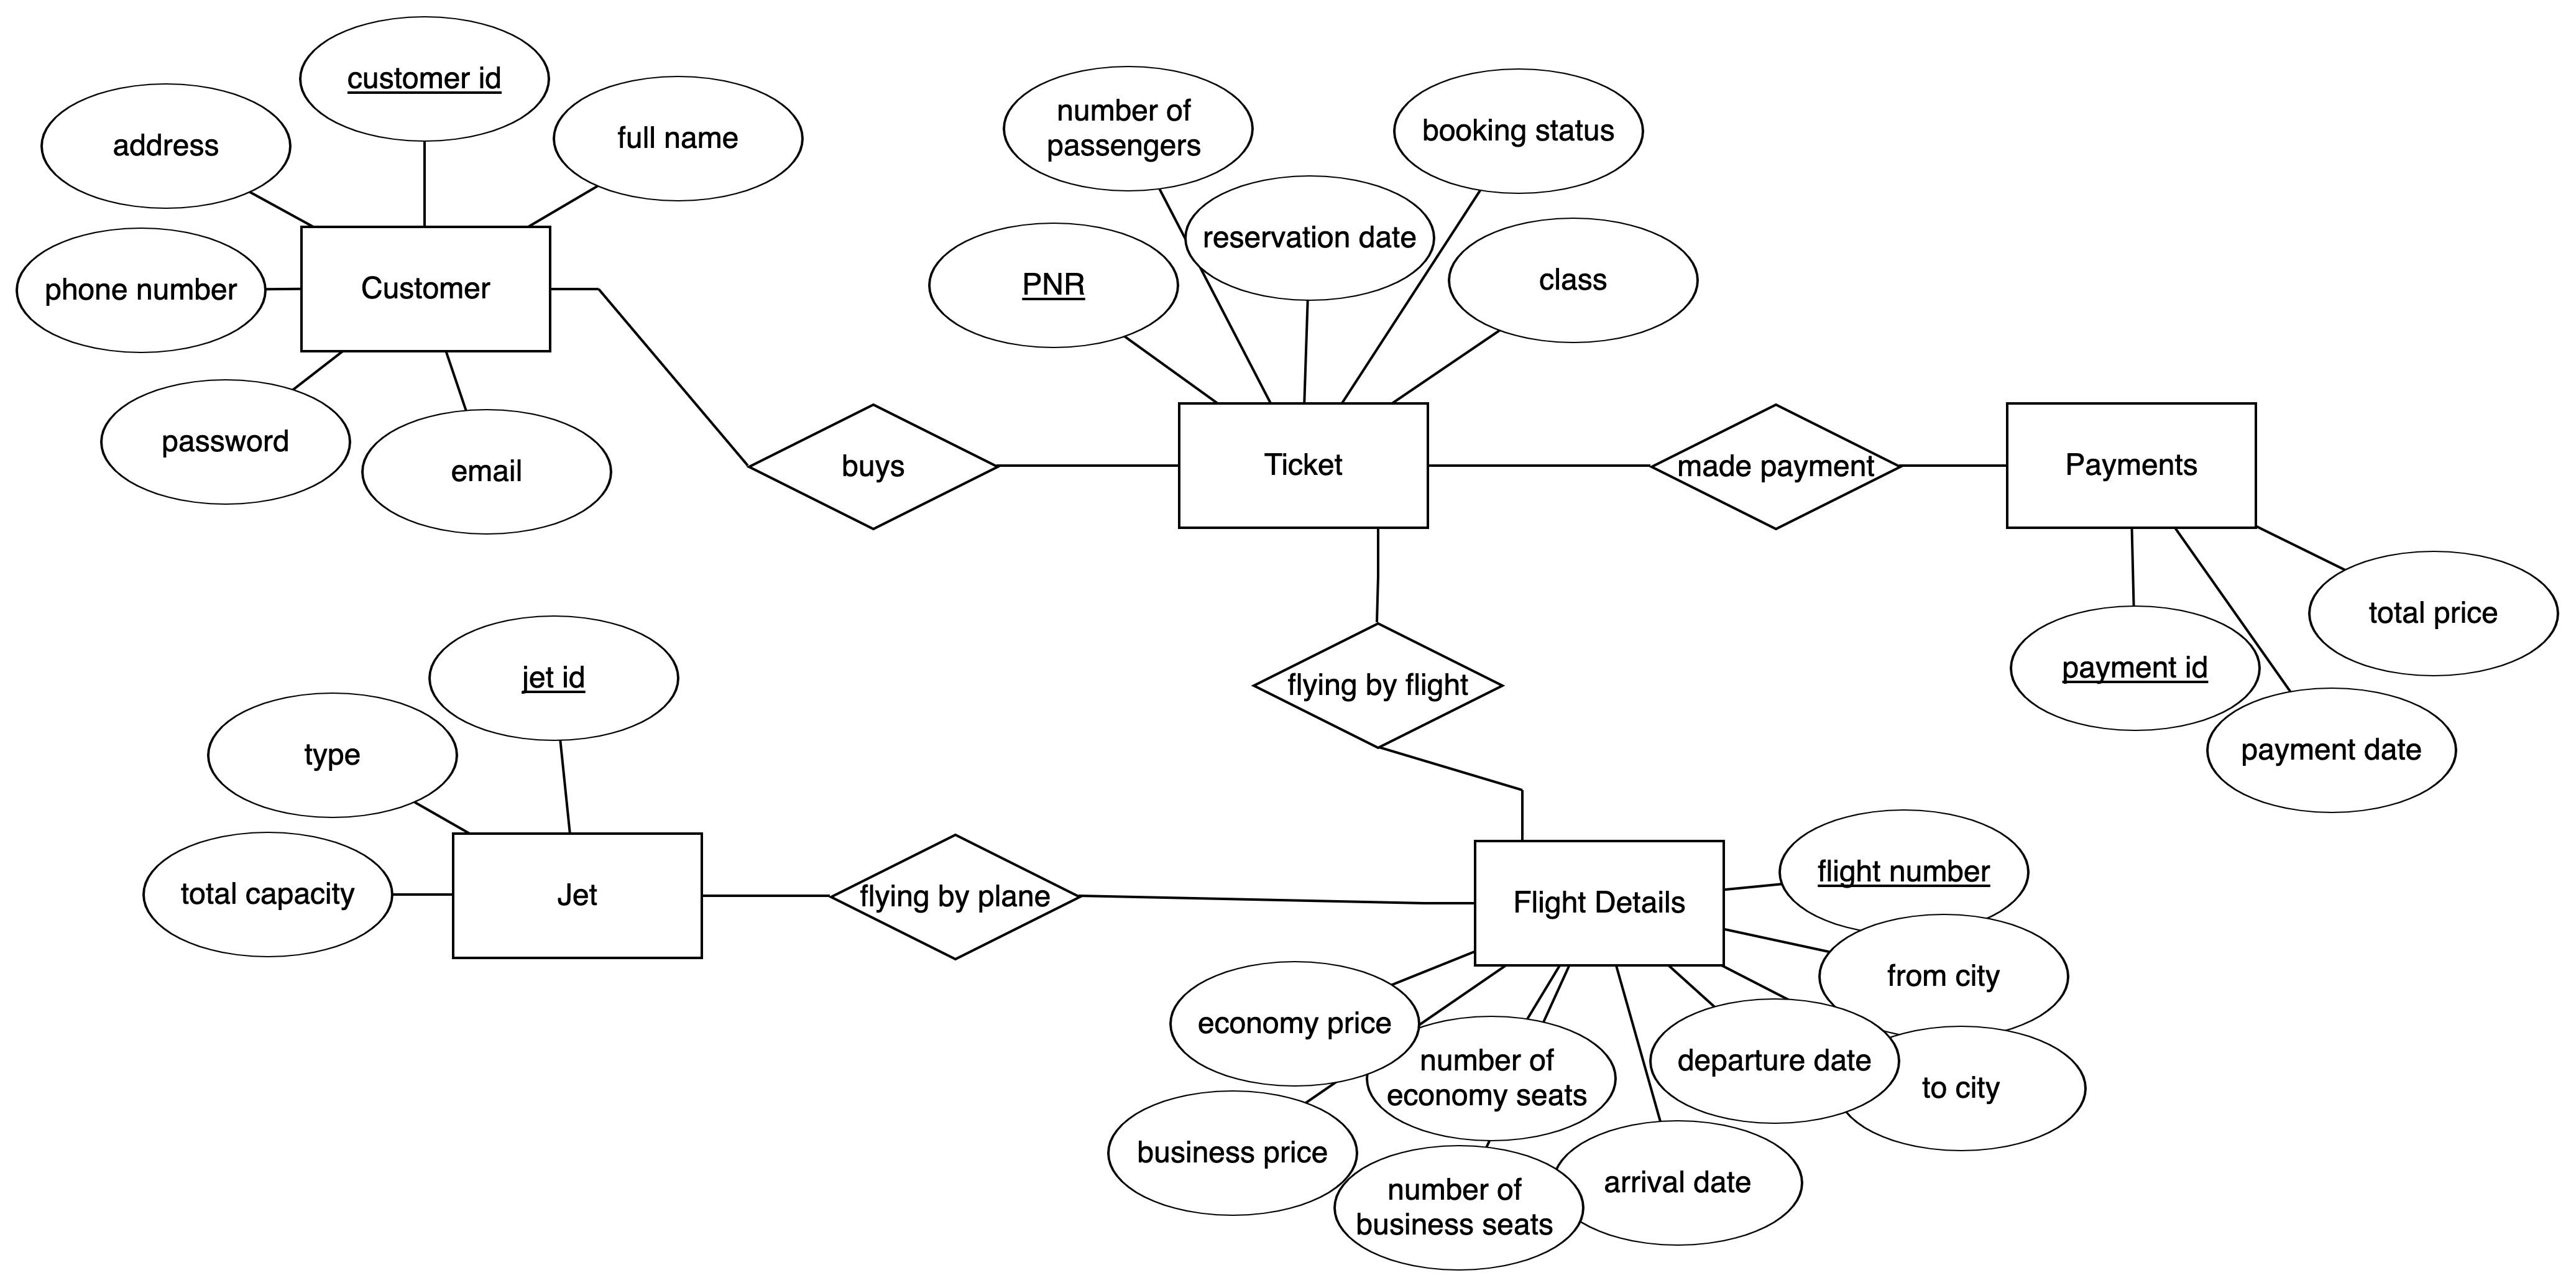 customer id
address
full name
phone number
Customer
password
email
buys
number of
passengers
booking status
reservation date
PNR
class
Ticket
made payment
Payments
total price
payment id
payment date
flying by flight
jet id
type
total capacity
Jet
flying by plane
Flight Details
flight number
from city
to city
departure date
arrival date
economy price
number of
economy seats
business price
number of
business seats